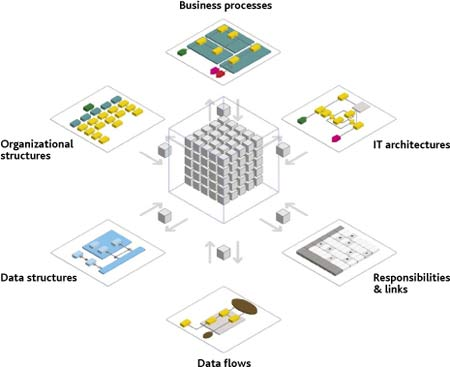 Business processes
Organizational
structures
IT architectures
Data structures
Responsibilities
& links
Data flows